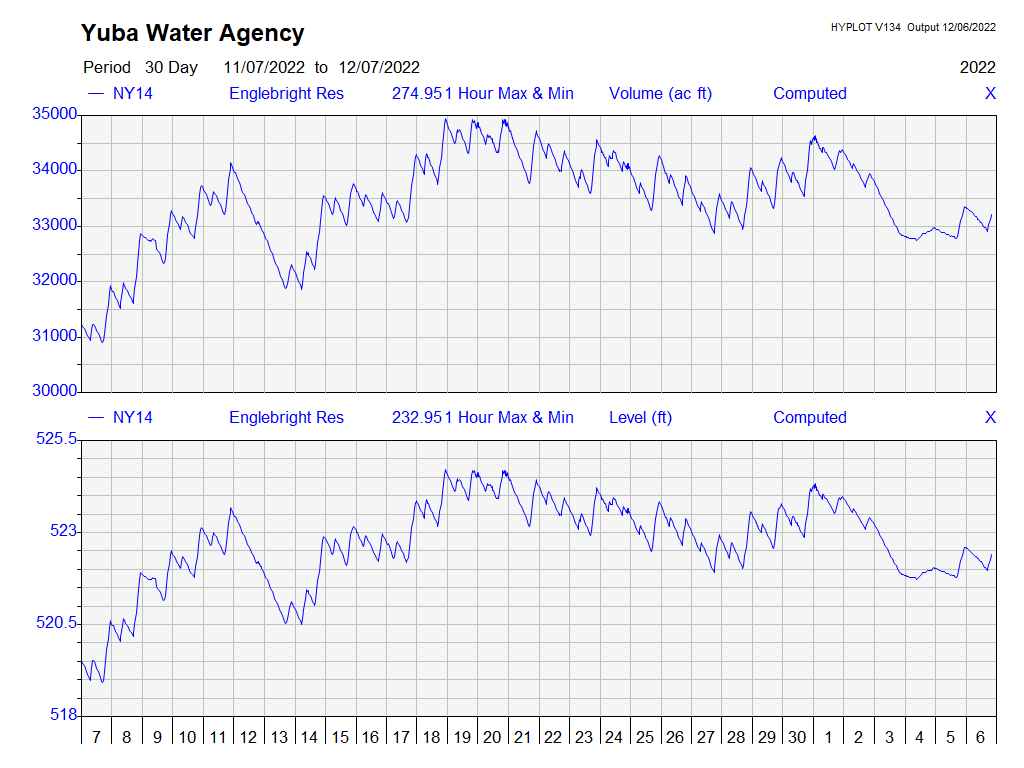 Yuba Water Agency
HYPLOT V134 Output 12/06/2022
Period 30 Day 11/07/2022 to 12/07/2022 2022
NY14 Englebright Res 274.951 Hour Max & Min Volume (ac ft) Computed X
35000
34000
33000
32000
31000
30000
NY14 Englebright Res 232.951 Hour Max & Min Level (ft) Computed X
525.5
523
520.5
518
7 8 9 10 11 12 13 14 15 16 17 18 19 20 21 22 23 24 25 26 27 28 29 30 1 2 3 4 5 6